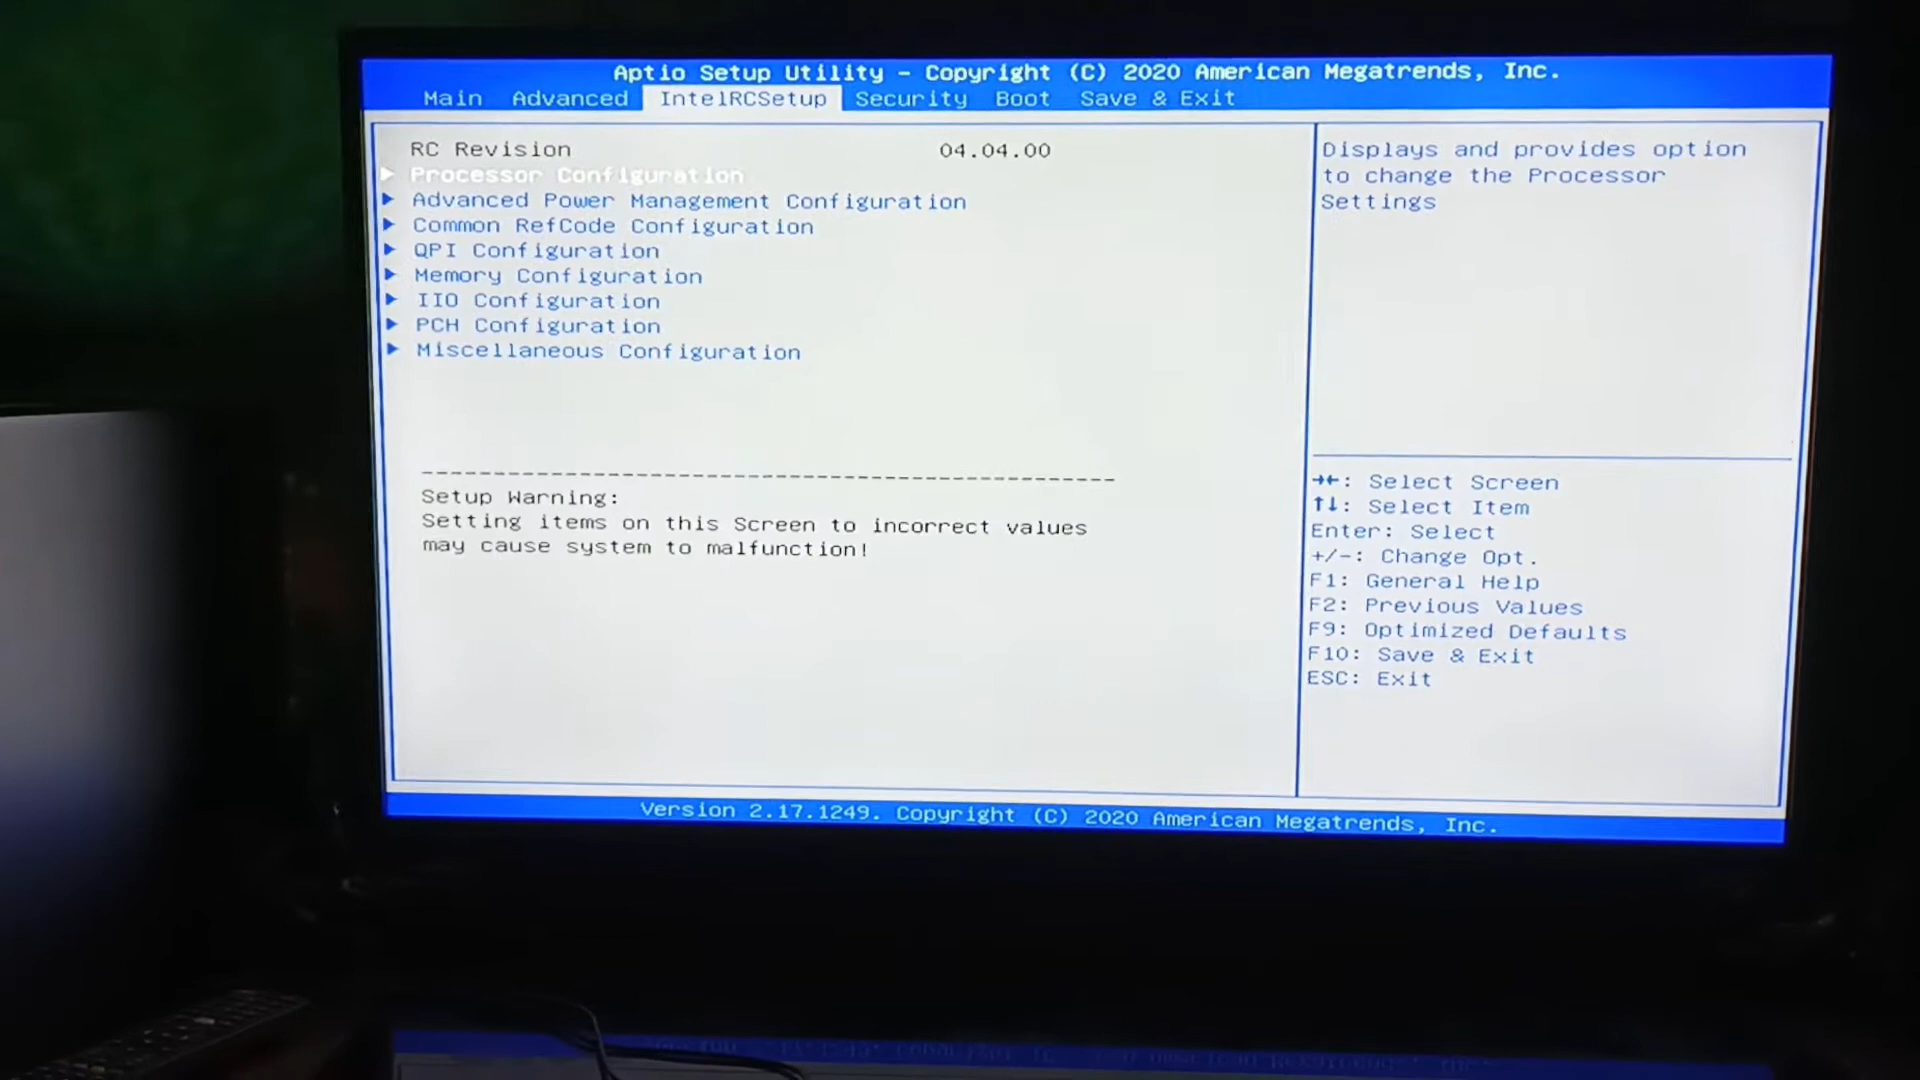 Aptio Setup Utility - Copyright (C) 2020 American Megatrends, Inc.
Main Advanced IntelRCSetup Security Boot Save & Exit
RC Revision 04.04.00
Processor Configuration
Advanced Power Management Configuration
Common RefCode Configuration
QPI Configuration
Memory Configuration
IIO Configuration
PCH Configuration
Miscellaneous Configuration
------------------------------------------------
Setup Warning:
Setting items on this Screen to incorrect values
may cause system to malfunction!
Displays and provides option
to change the Processor
Settings
→←: Select Screen
↑↓: Select Item
Enter: Select
+/-: Change Opt.
F1: General Help
F2: Previous Values
F9: Optimized Defaults
F10: Save & Exit
ESC: Exit
Version 2.17.1249. Copyright (C) 2020 American Megatrends, Inc.